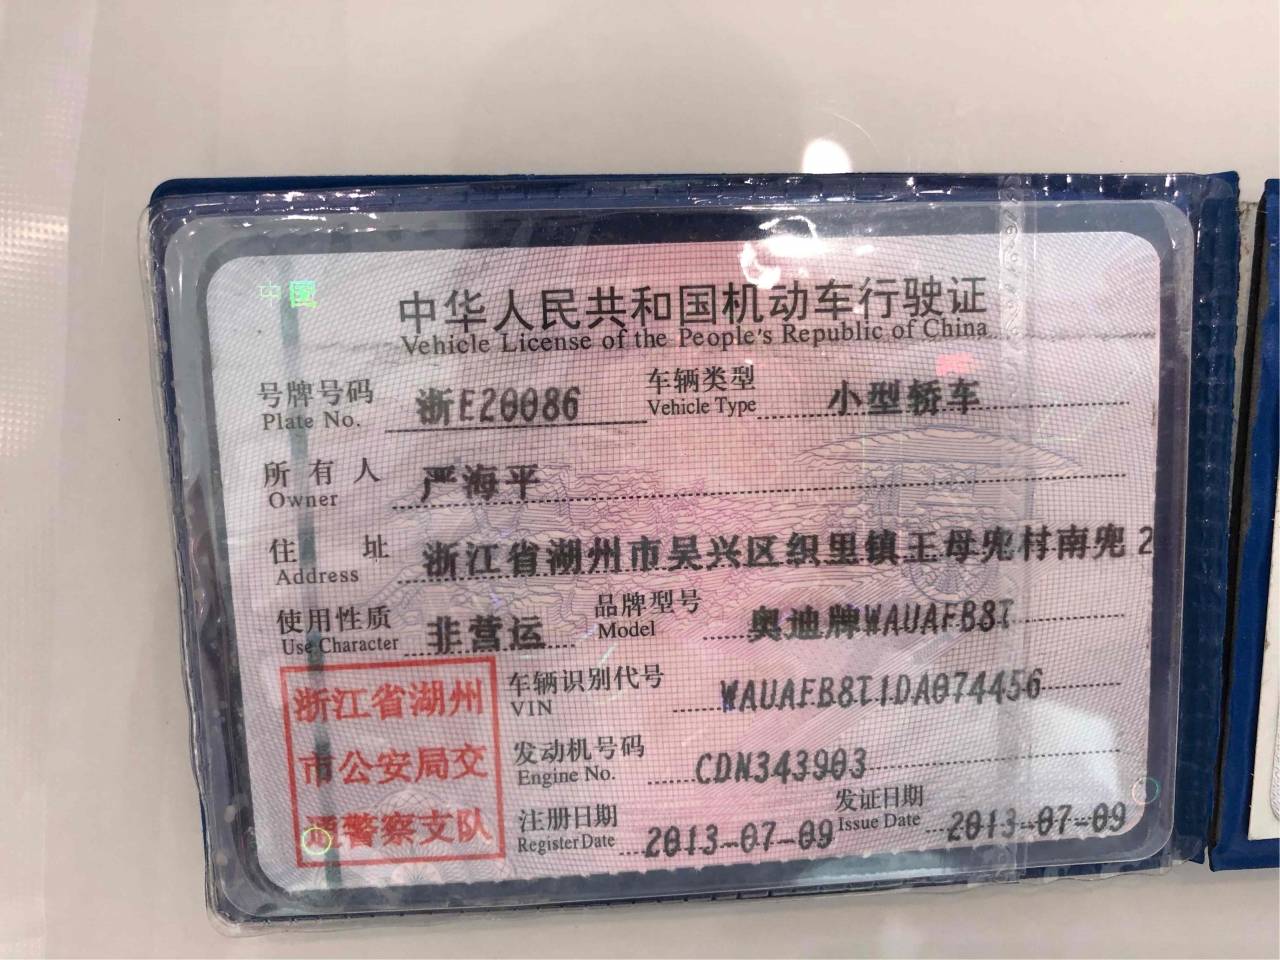 中国
中华人民共和国机动车行驶证
Vehicle License of the People's Republic of China
号牌号码 浙E20086 车辆类型 小型轿车
Plate No. Vehicle Type
所有人 严海平
Owner
住址 浙江省湖州市吴兴区织里镇王母兜村南兜 2
Address
使用性质 非营运 品牌型号 奥迪牌WAUAFB8T
Use Character Model
浙江省湖州
市公安局交
通警察支队
车辆识别代号 WAUAFB8T1DA074456
VIN
发动机号码 CDN343903
Engine No.
注册日期 2013-07-09 发证日期 2013-07-09
Register Date Issue Date